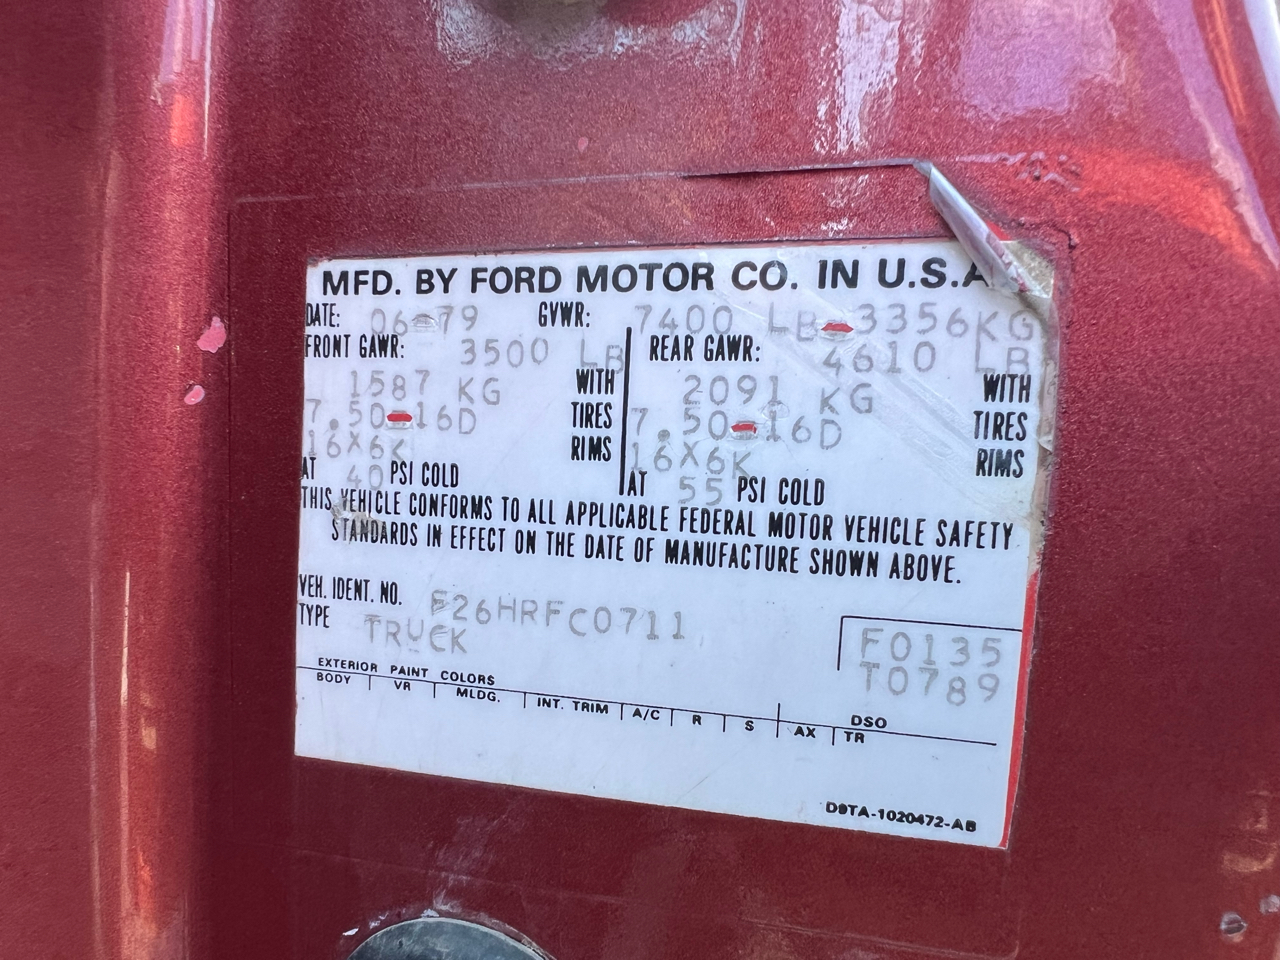 MFD. BY FORD MOTOR CO. IN U.S.A
DATE: 06-79 GVWR: 7400 LB-3356KG
FRONT GAWR: 3500 LB REAR GAWR: 4610 LB
1587 KG WITH 2091 KG WITH
7.50-16D TIRES 7.50-16D TIRES
16X6K RIMS 16X6K RIMS
AT 40 PSI COLD AT 55 PSI COLD
THIS VEHICLE CONFORMS TO ALL APPLICABLE FEDERAL MOTOR VEHICLE SAFETY
STANDARDS IN EFFECT ON THE DATE OF MANUFACTURE SHOWN ABOVE.
VEH. IDENT. NO. F26HRFC0711
TYPE TRUCK F0135
T0789
EXTERIOR PAINT COLORS DSO
BODY VR MLDG. INT. TRIM A/C R S AX TR
D9TA-1020472-AB